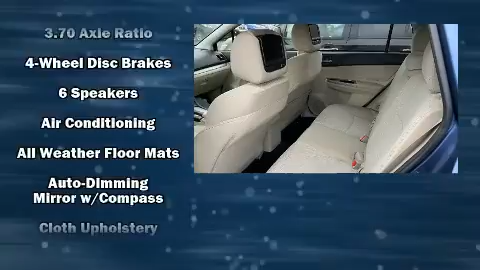 3.70 Axle Ratio
4-Wheel Disc Brakes
6 Speakers
Air Conditioning
All Weather Floor Mats
Auto-Dimming
Mirror w/Compass
Cloth Upholstery